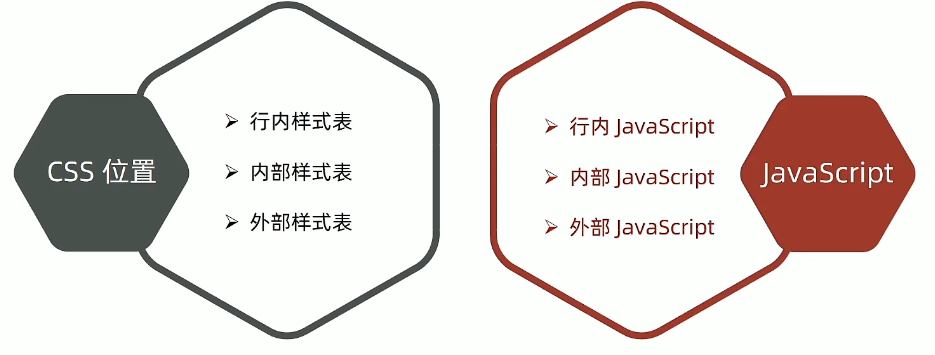 CSS 位置
行内样式表
内部样式表
外部样式表
行内 JavaScript
内部 JavaScript
外部 JavaScript
JavaScript